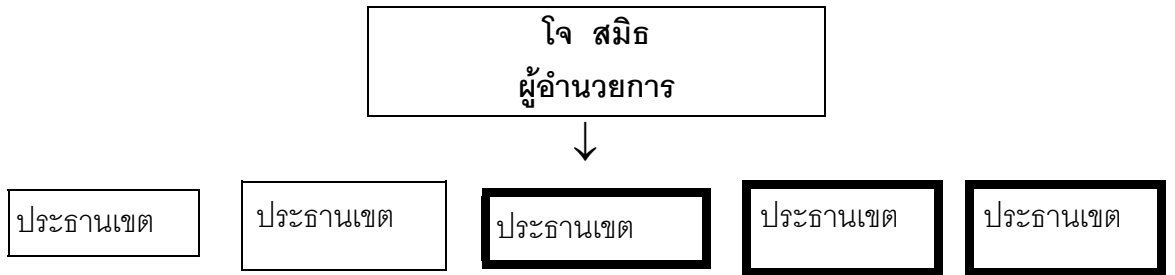 โจ สมิธ
ผู้อำนวยการ
ประธานเขต
ประธานเขต
ประธานเขต
ประธานเขต
ประธานเขต